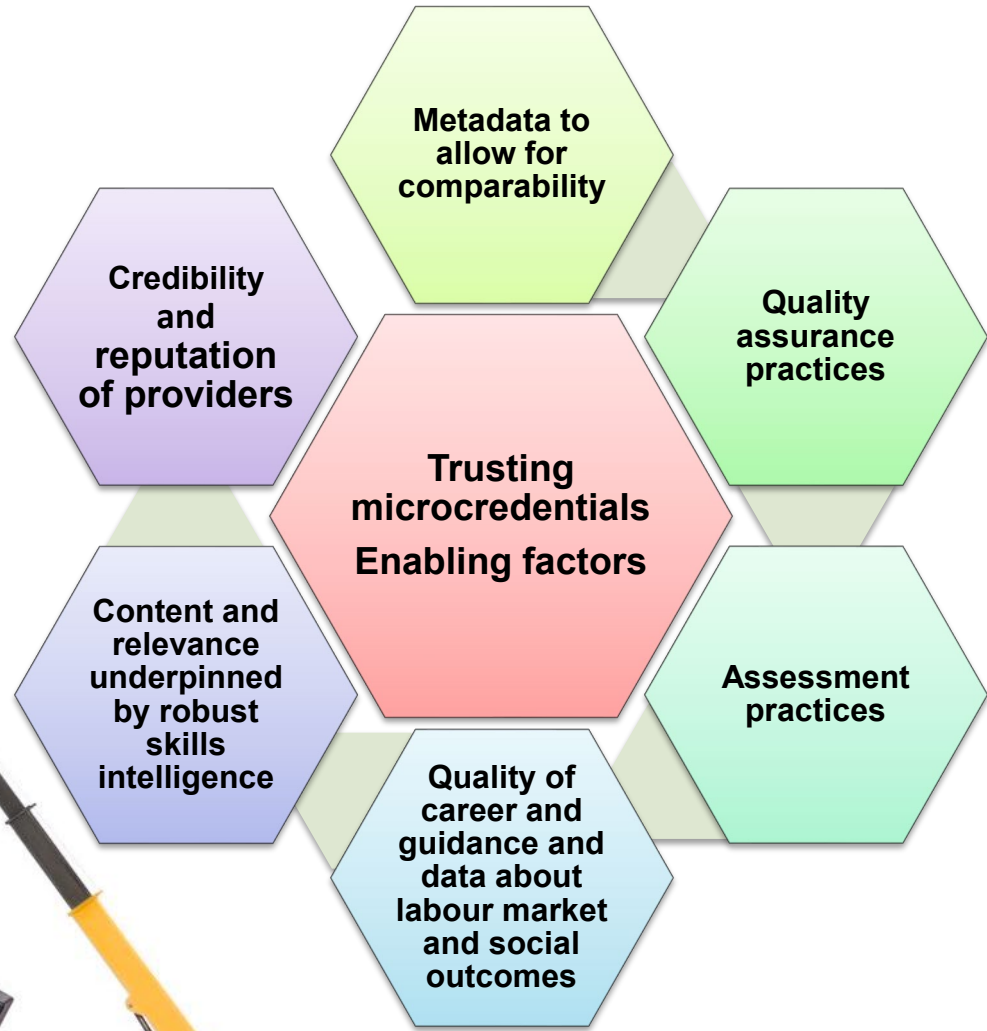 Metadata to
allow for
comparability
Quality
assurance
practices
Assessment
practices
Quality of
career and
guidance and
data about
labour market
and social
outcomes
Content and
relevance
underpinned
by robust
skills
intelligence
Credibility
and
reputation
of providers
Trusting
microcredentials
Enabling factors